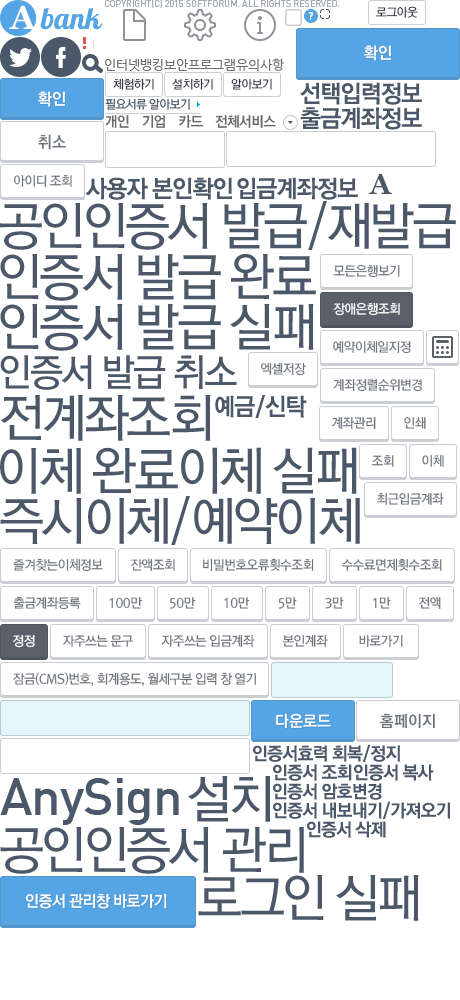 A bank
COPYRIGHT(C) 2015 SOFTFORUM. ALL RIGHTS RESERVED.
로그아웃
확인
인터넷뱅킹보안프로그램유의사항
체험하기 설치하기 알아보기
확인
필요서류 알아보기
선택입력정보
개인 기업 카드 전체서비스
출금계좌정보
취소
아이디 조회
사용자 본인확인 입금계좌정보 A
공인인증서 발급/재발급
인증서 발급 완료
모든은행보기
장애은행조회
인증서 발급 실패
예약이체일지정
인증서 저장 취소
엑셀저장
계좌정렬순위변경
전계좌조회
예금/신탁
계좌관리 인쇄
이체 완료이체 실패
조회 이체
최근입금계좌
즉시이체/예약이체
즐겨찾는이체정보 잔액조회 비밀번호오류횟수조회 수수료면제횟수조회
출금계좌등록 100만 50만 10만 5만 3만 1만 전액
정정 자주쓰는 문구 자주쓰는 입금계좌 본인계좌 바로가기
잠금(CMS)번호, 회계용도, 월세구분 입력 창 열기
다운로드 홈페이지
인증서효력 회복/정지
인증서 조회인증서 복사
인증서 암호변경
AnySign 설치
인증서 내보내기/가져오기
인증서 삭제
공인인증서 관리
인증서 관리창 바로가기
로그인 실패